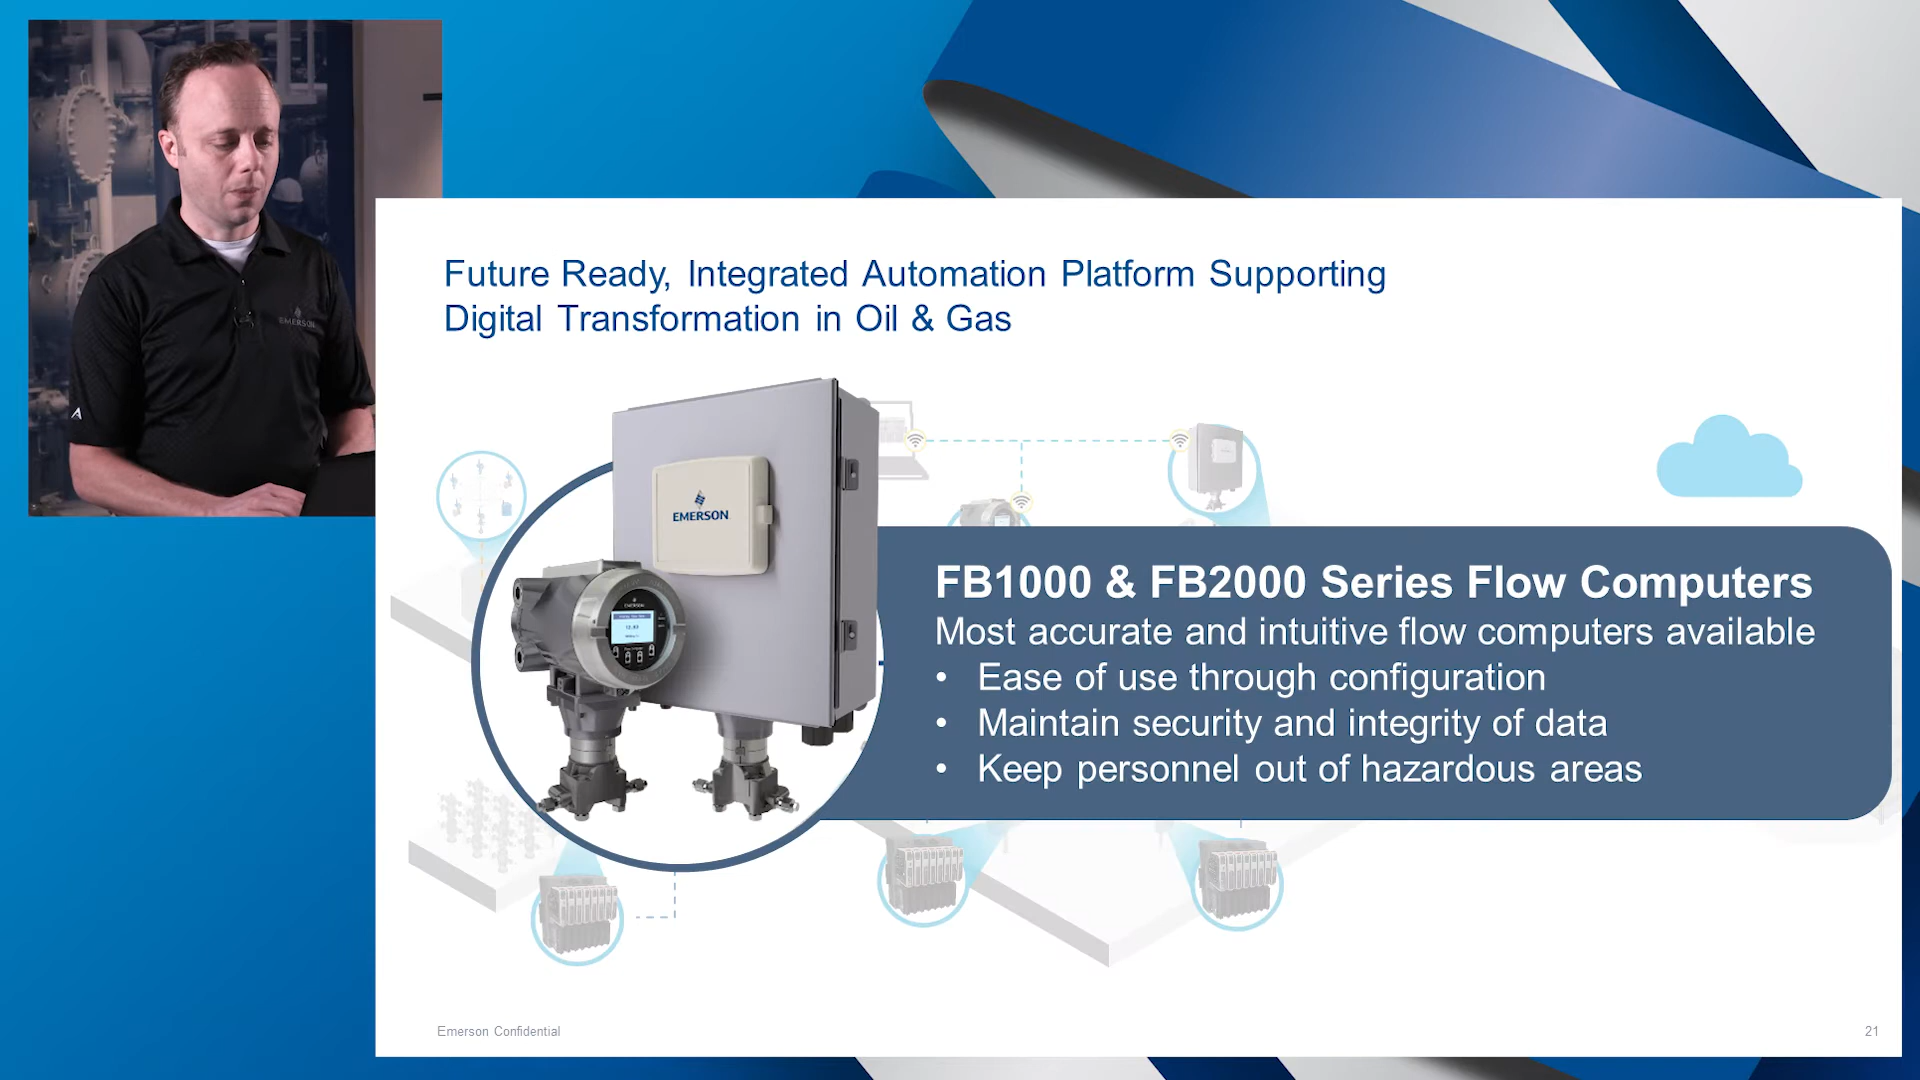 EMERSON
Future Ready, Integrated Automation Platform Supporting
Digital Transformation in Oil & Gas
EMERSON
EMERSON
FB1000 & FB2000 Series Flow Computers
Most accurate and intuitive flow computers available
• Ease of use through configuration
• Maintain security and integrity of data
• Keep personnel out of hazardous areas
Emerson Confidential
21